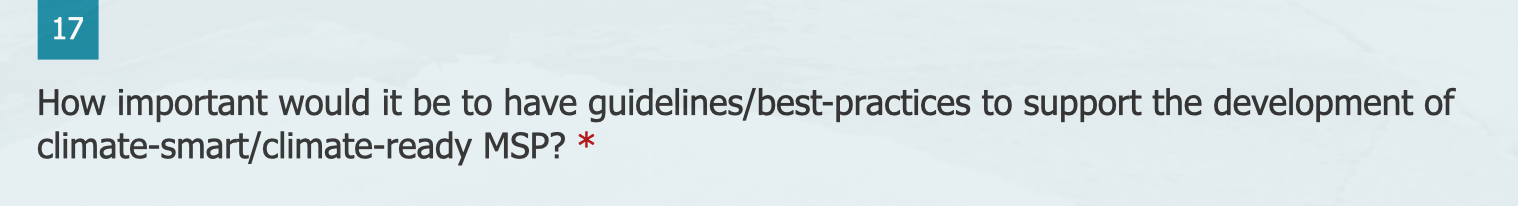 17
How important would it be to have guidelines/best-practices to support the development of
climate-smart/climate-ready MSP? *